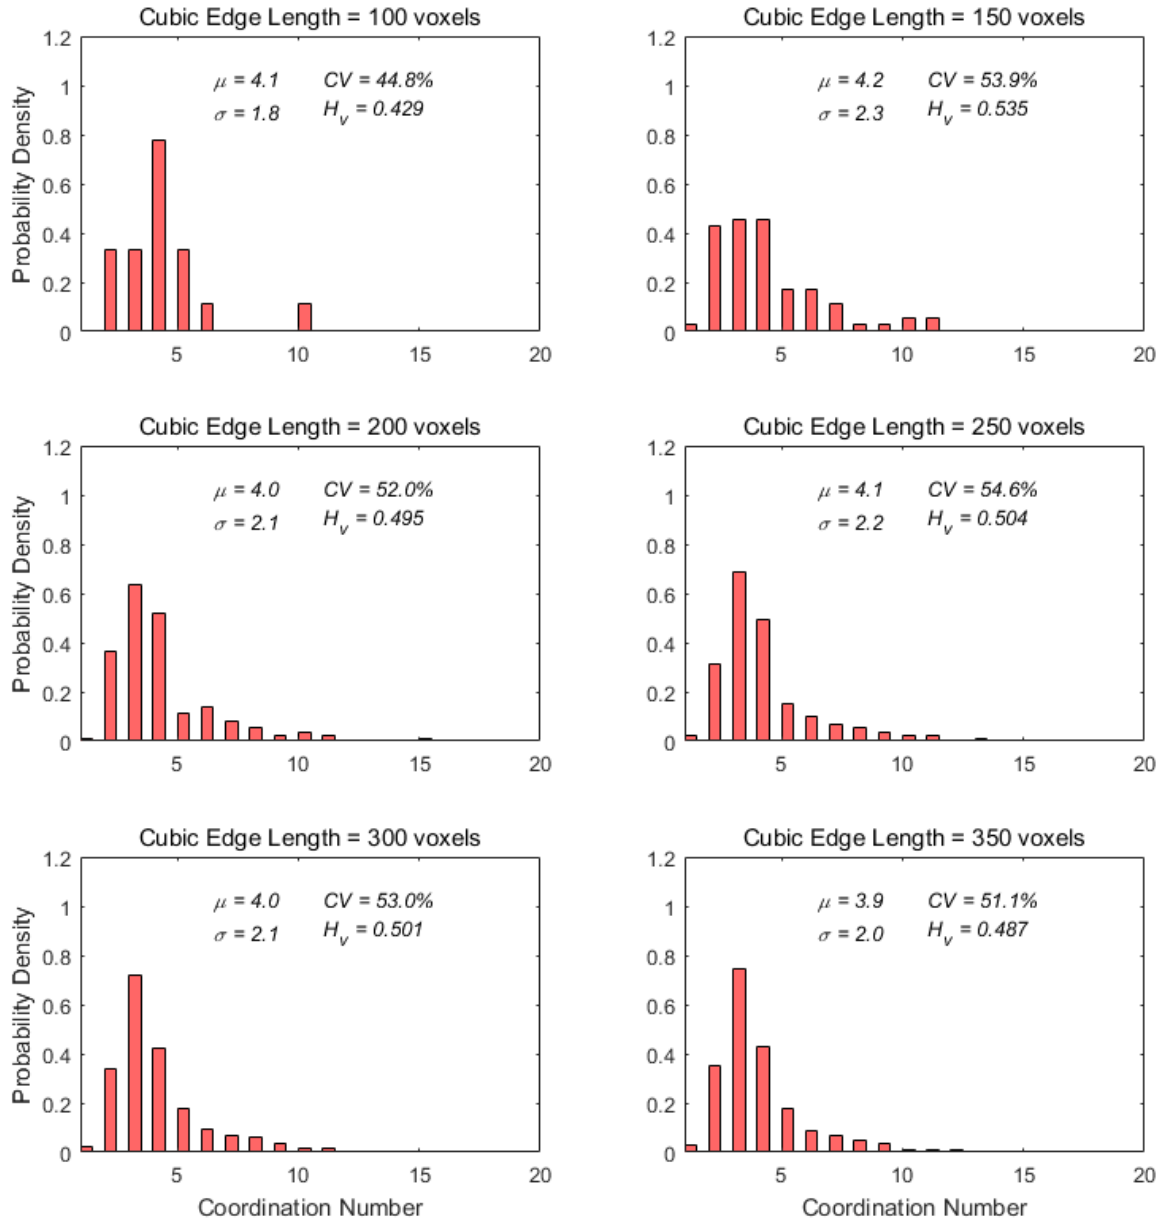 Cubic Edge Length = 100 voxels
1.2
1
0.8
0.6
0.4
0.2
0
Probability Density
μ = 4.1 CV = 44.8%
σ = 1.8 H_v = 0.429
5 10 15 20
Cubic Edge Length = 150 voxels
1.2
1
0.8
0.6
0.4
0.2
0
μ = 4.2 CV = 53.9%
σ = 2.3 H_v = 0.535
5 10 15 20
Cubic Edge Length = 200 voxels
1.2
1
0.8
0.6
0.4
0.2
0
Probability Density
μ = 4.0 CV = 52.0%
σ = 2.1 H_v = 0.495
5 10 15 20
Cubic Edge Length = 250 voxels
1.2
1
0.8
0.6
0.4
0.2
0
μ = 4.1 CV = 54.6%
σ = 2.2 H_v = 0.504
5 10 15 20
Cubic Edge Length = 300 voxels
1.2
1
0.8
0.6
0.4
0.2
0
Probability Density
μ = 4.0 CV = 53.0%
σ = 2.1 H_v = 0.501
5 10 15 20
Coordination Number
Cubic Edge Length = 350 voxels
1.2
1
0.8
0.6
0.4
0.2
0
μ = 3.9 CV = 51.1%
σ = 2.0 H_v = 0.487
5 10 15 20
Coordination Number